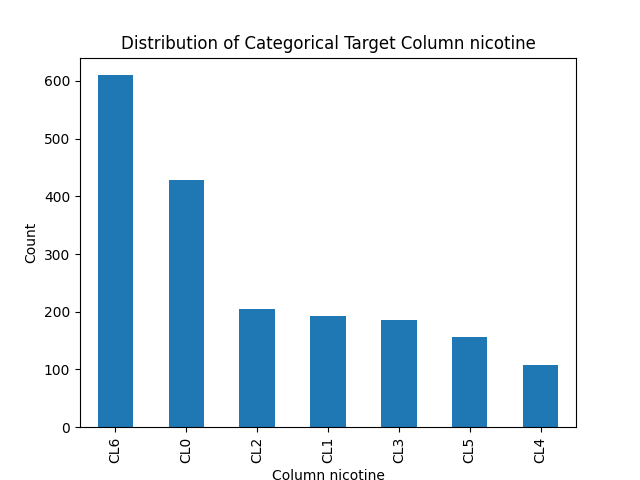 Distribution of Categorical Target Column nicotine
600
500
400
300
200
100
0
Count
CL6
CL0
CL2
CL1
CL3
CL5
CL4
Column nicotine